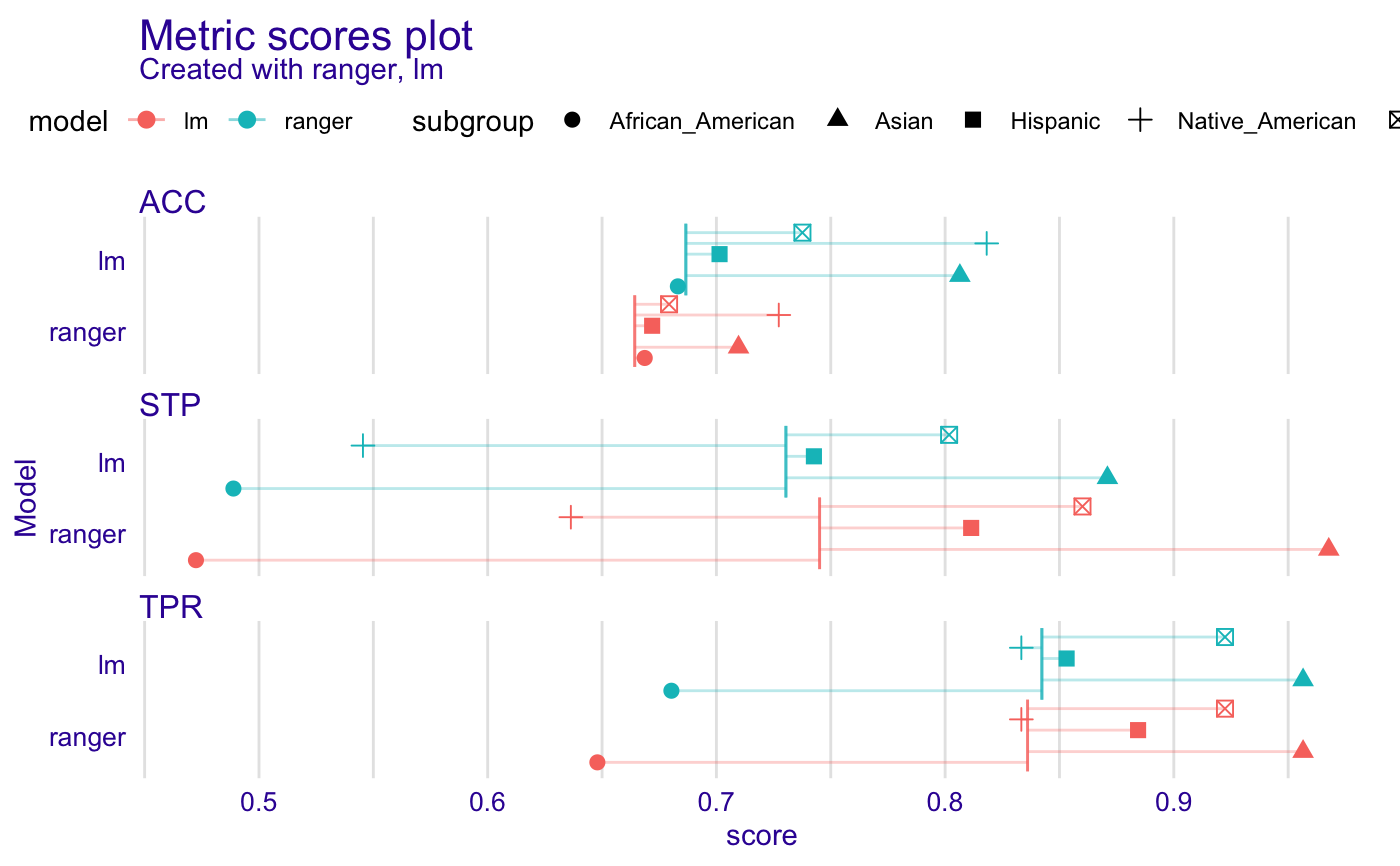 Metric scores plot
Created with ranger, lm
model lm ranger subgroup African_American Asian Hispanic Native_American
ACC
lm
ranger
STP
lm
ranger
Model
TPR
lm
ranger
0.5 0.6 0.7 0.8 0.9
score